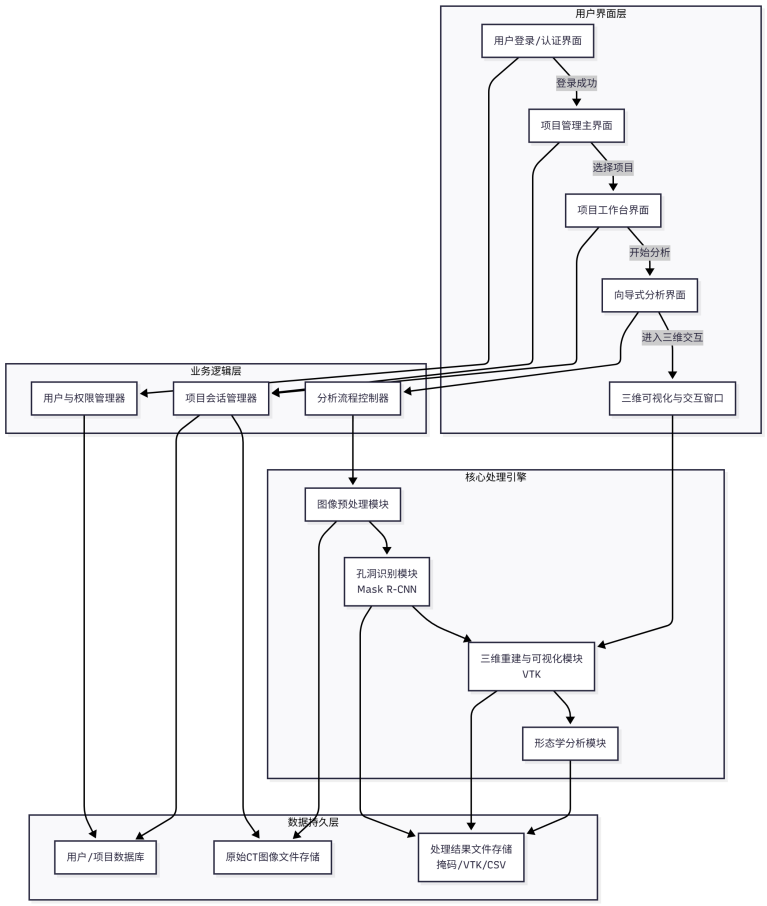 用户界面层
用户登录/认证界面
登录成功
项目管理主界面
选择项目
项目工作台界面
开始分析
向导式分析界面
进入三维交互
三维可视化与交互窗口
业务逻辑层
用户与权限管理器
项目会话管理器
分析流程控制器
核心处理引擎
图像预处理模块
孔洞识别模块
Mask R-CNN
三维重建与可视化模块
VTK
形态学分析模块
数据持久层
用户/项目数据库
原始CT图像文件存储
处理结果文件存储
掩码/VTK/CSV